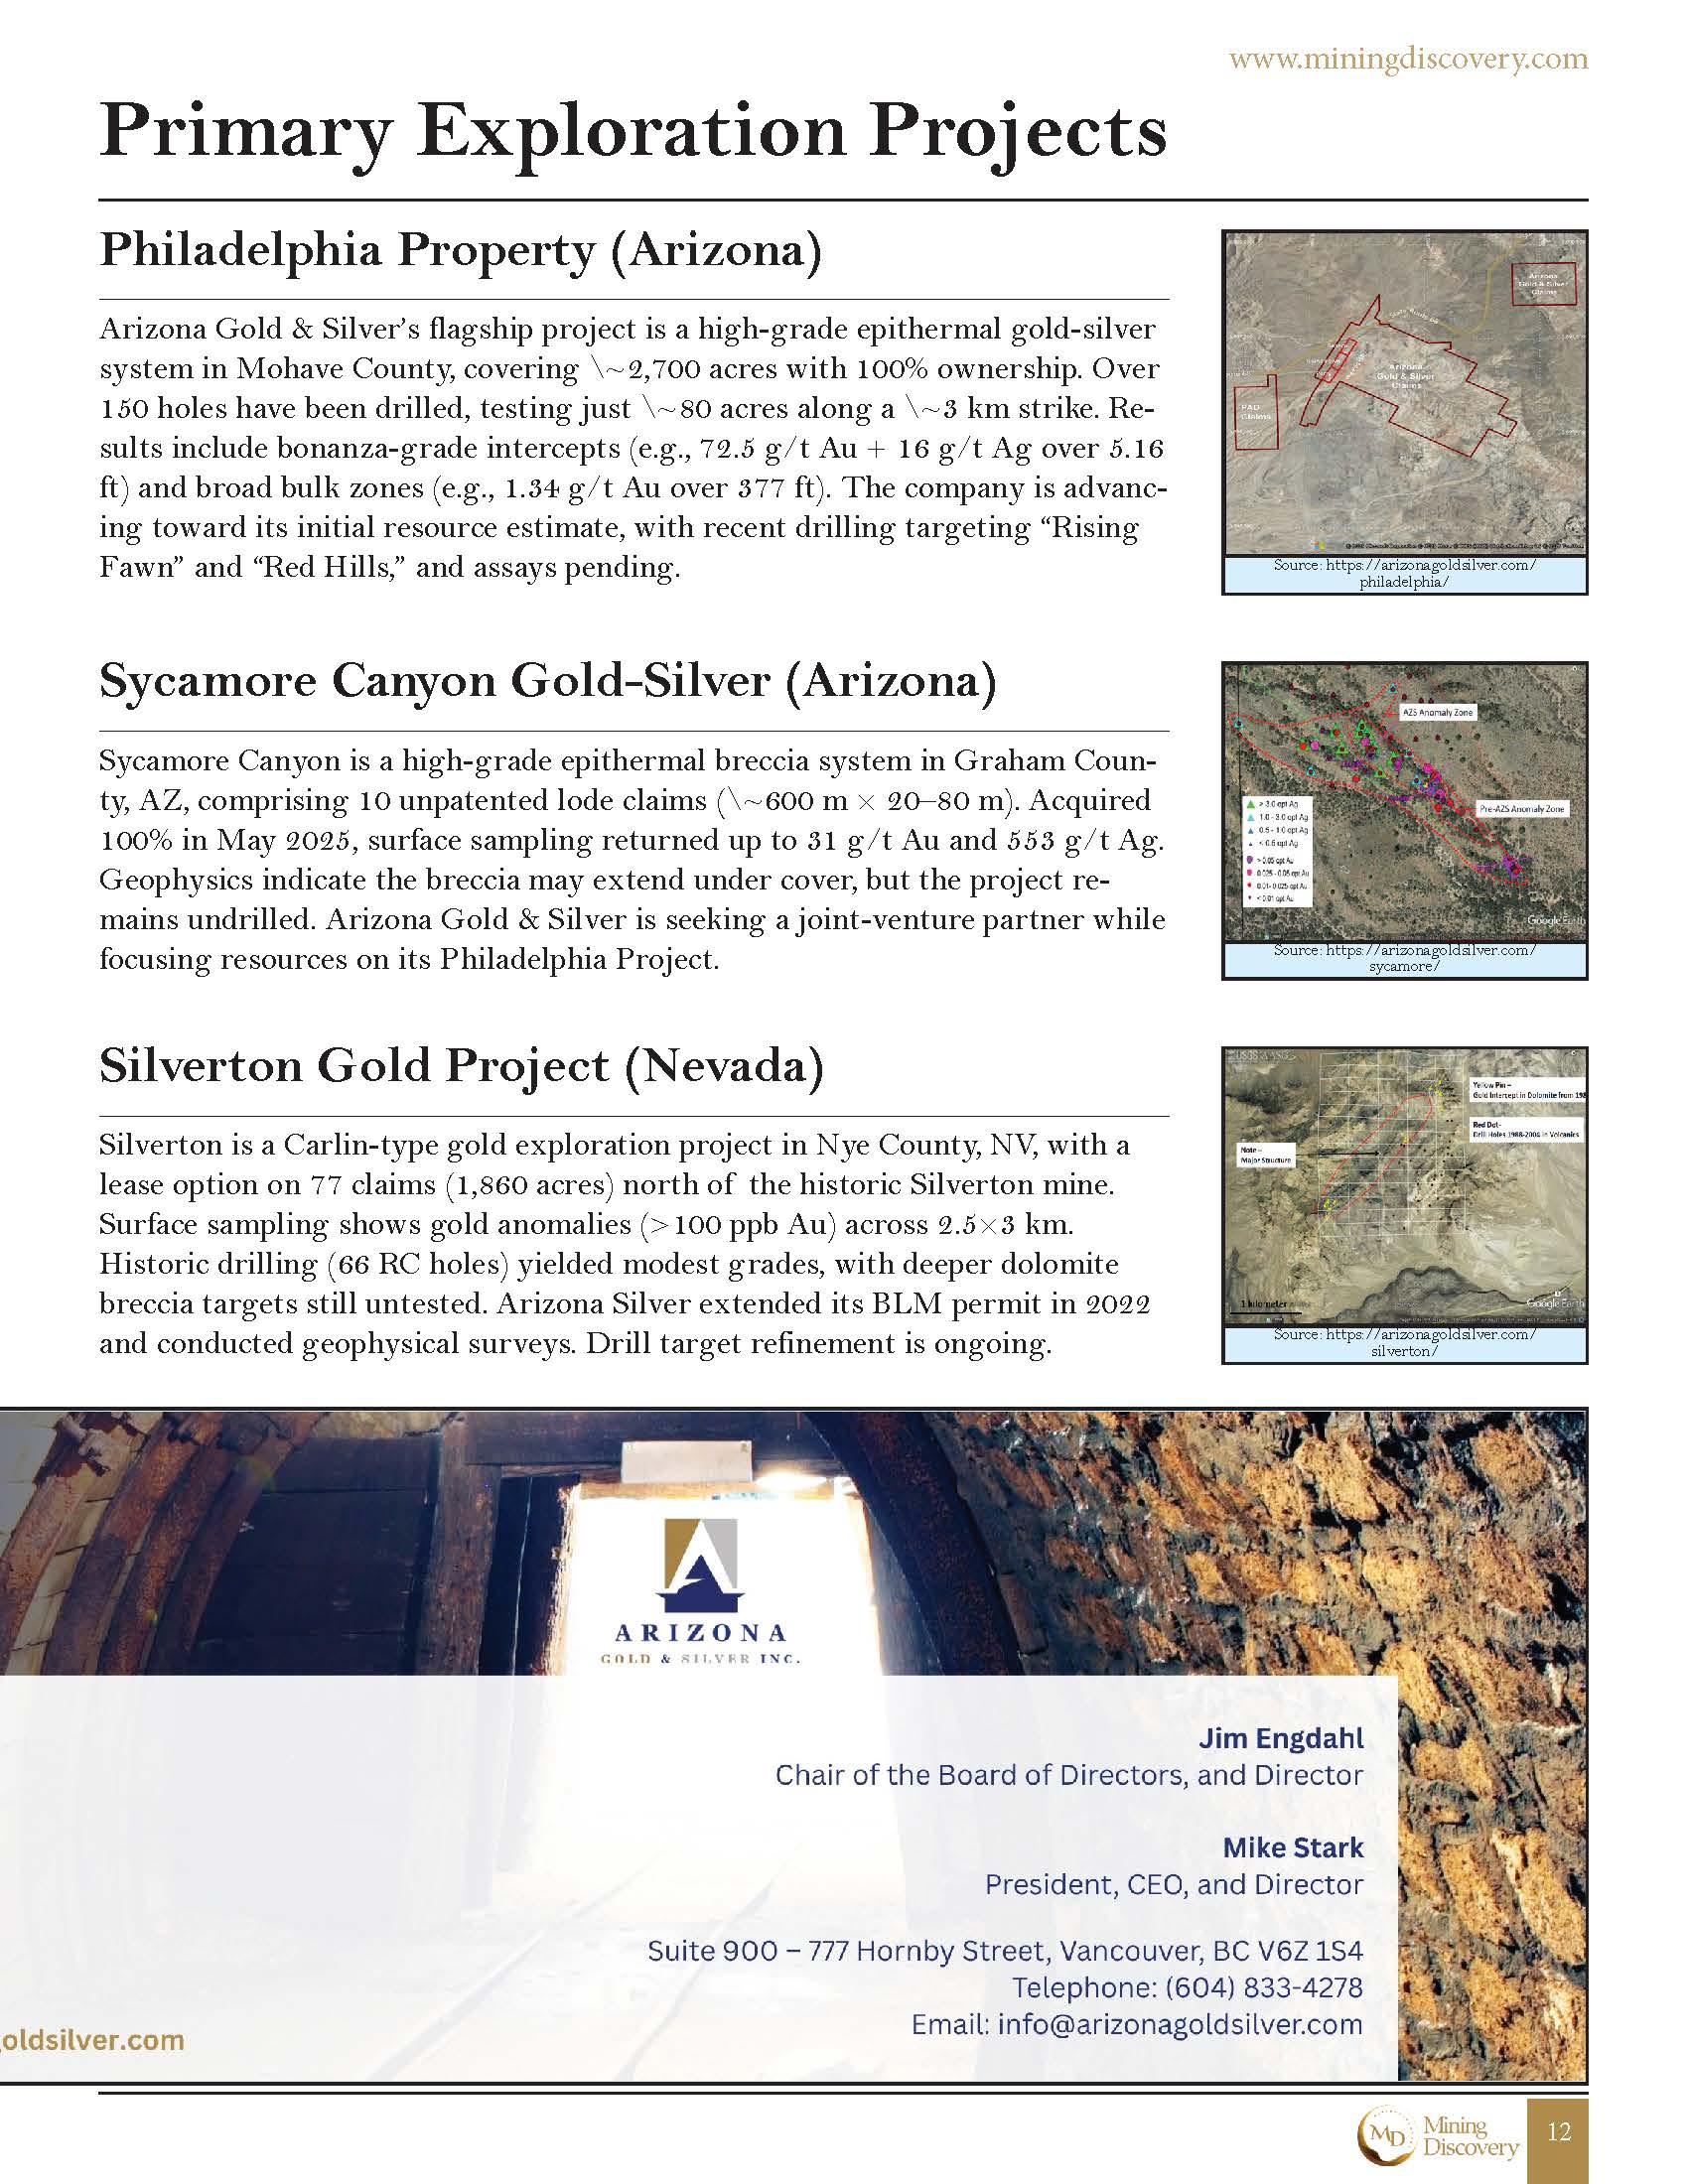 www.miningdiscovery.com
Primary Exploration Projects
Philadelphia Property (Arizona)
Arizona Gold & Silver's flagship project is a high-grade epithermal gold-silver
system in Mohave County, covering \~2,700 acres with 100% ownership. Over
150 holes have been drilled, testing just \~80 acres along a \~3 km strike. Re-
sults include bonanza-grade intercepts (e.g., 72.5 g/t Au + 16 g/t Ag over 5.16
ft) and broad bulk zones (e.g., 1.34 g/t Au over 377 ft). The company is advanc-
ing toward its initial resource estimate, with recent drilling targeting “Rising
Fawn” and “Red Hills,” and assays pending.
Arizona
Gold & Silver
Claims
State Route 68
Arizona
Gold & Silver
Claims
PAD
Claims
Source: https://arizonagoldsilver.com/
philadelphia/
Sycamore Canyon Gold-Silver (Arizona)
Sycamore Canyon is a high-grade epithermal breccia system in Graham Coun-
ty, AZ, comprising 10 unpatented lode claims (\~600 m × 20–80 m). Acquired
100% in May 2025, surface sampling returned up to 31 g/t Au and 553 g/t Ag.
Geophysics indicate the breccia may extend under cover, but the project re-
mains undrilled. Arizona Gold & Silver is seeking a joint-venture partner while
focusing resources on its Philadelphia Project.
AZS Anomaly Zone
Pre-AZS Anomaly Zone
> 3.0 opt Ag
1.0 - 3.0 opt Ag
0.5 - 1.0 opt Ag
< 0.5 opt Ag
> 0.05 opt Au
0.025 - 0.05 opt Au
0.01 - 0.025 opt Au
< 0.01 opt Au
Google Earth
Source: https://arizonagoldsilver.com/
sycamore/
Silverton Gold Project (Nevada)
Silverton is a Carlin-type gold exploration project in Nye County, NV, with a
lease option on 77 claims (1,860 acres) north of the historic Silverton mine.
Surface sampling shows gold anomalies (>100 ppb Au) across 2.5×3 km.
Historic drilling (66 RC holes) yielded modest grades, with deeper dolomite
breccia targets still untested. Arizona Silver extended its BLM permit in 2022
and conducted geophysical surveys. Drill target refinement is ongoing.
Yellow Pin –
Gold Intercept in Dolomite from 198
Red Dot-
Drill Holes 1988-2004 in Volcanics
Note –
Major Structure
1 kilometer
Google Earth
Source: https://arizonagoldsilver.com/
silverton/
ARIZONA
GOLD & SILVER INC.
Jim Engdahl
Chair of the Board of Directors, and Director
Mike Stark
President, CEO, and Director
Suite 900 – 777 Hornby Street, Vancouver, BC V6Z 1S4
Telephone: (604) 833-4278
Email: info@arizonagoldsilver.com
oldsilver.com
MD
Mining
Discovery
12